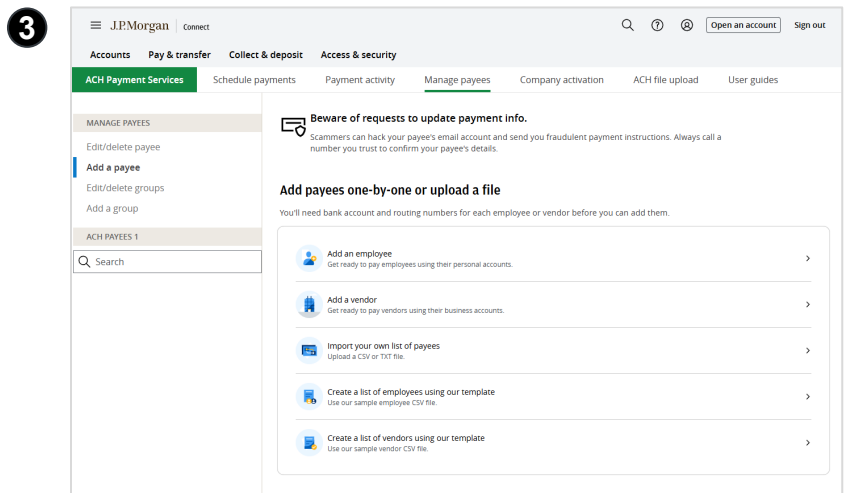 3
J.P.Morgan Connect Open an account Sign out
Accounts Pay & transfer Collect & deposit Access & security
ACH Payment Services Schedule payments Payment activity Manage payees Company activation ACH file upload User guides
MANAGE PAYEES
Edit/delete payee
Add a payee
Edit/delete groups
Add a group
ACH PAYEES 1
Search
Beware of requests to update payment info.
Scammers can hack your payee's email account and send you fraudulent payment instructions. Always call a
number you trust to confirm your payee's details.
Add payees one-by-one or upload a file
You'll need bank account and routing numbers for each employee or vendor before you can add them.
Add an employee
Get ready to pay employees using their personal accounts.
Add a vendor
Get ready to pay vendors using their business accounts.
Import your own list of payees
Upload a CSV or TXT file.
Create a list of employees using our template
Use our sample employee CSV file.
Create a list of vendors using our template
Use our sample vendor CSV file.